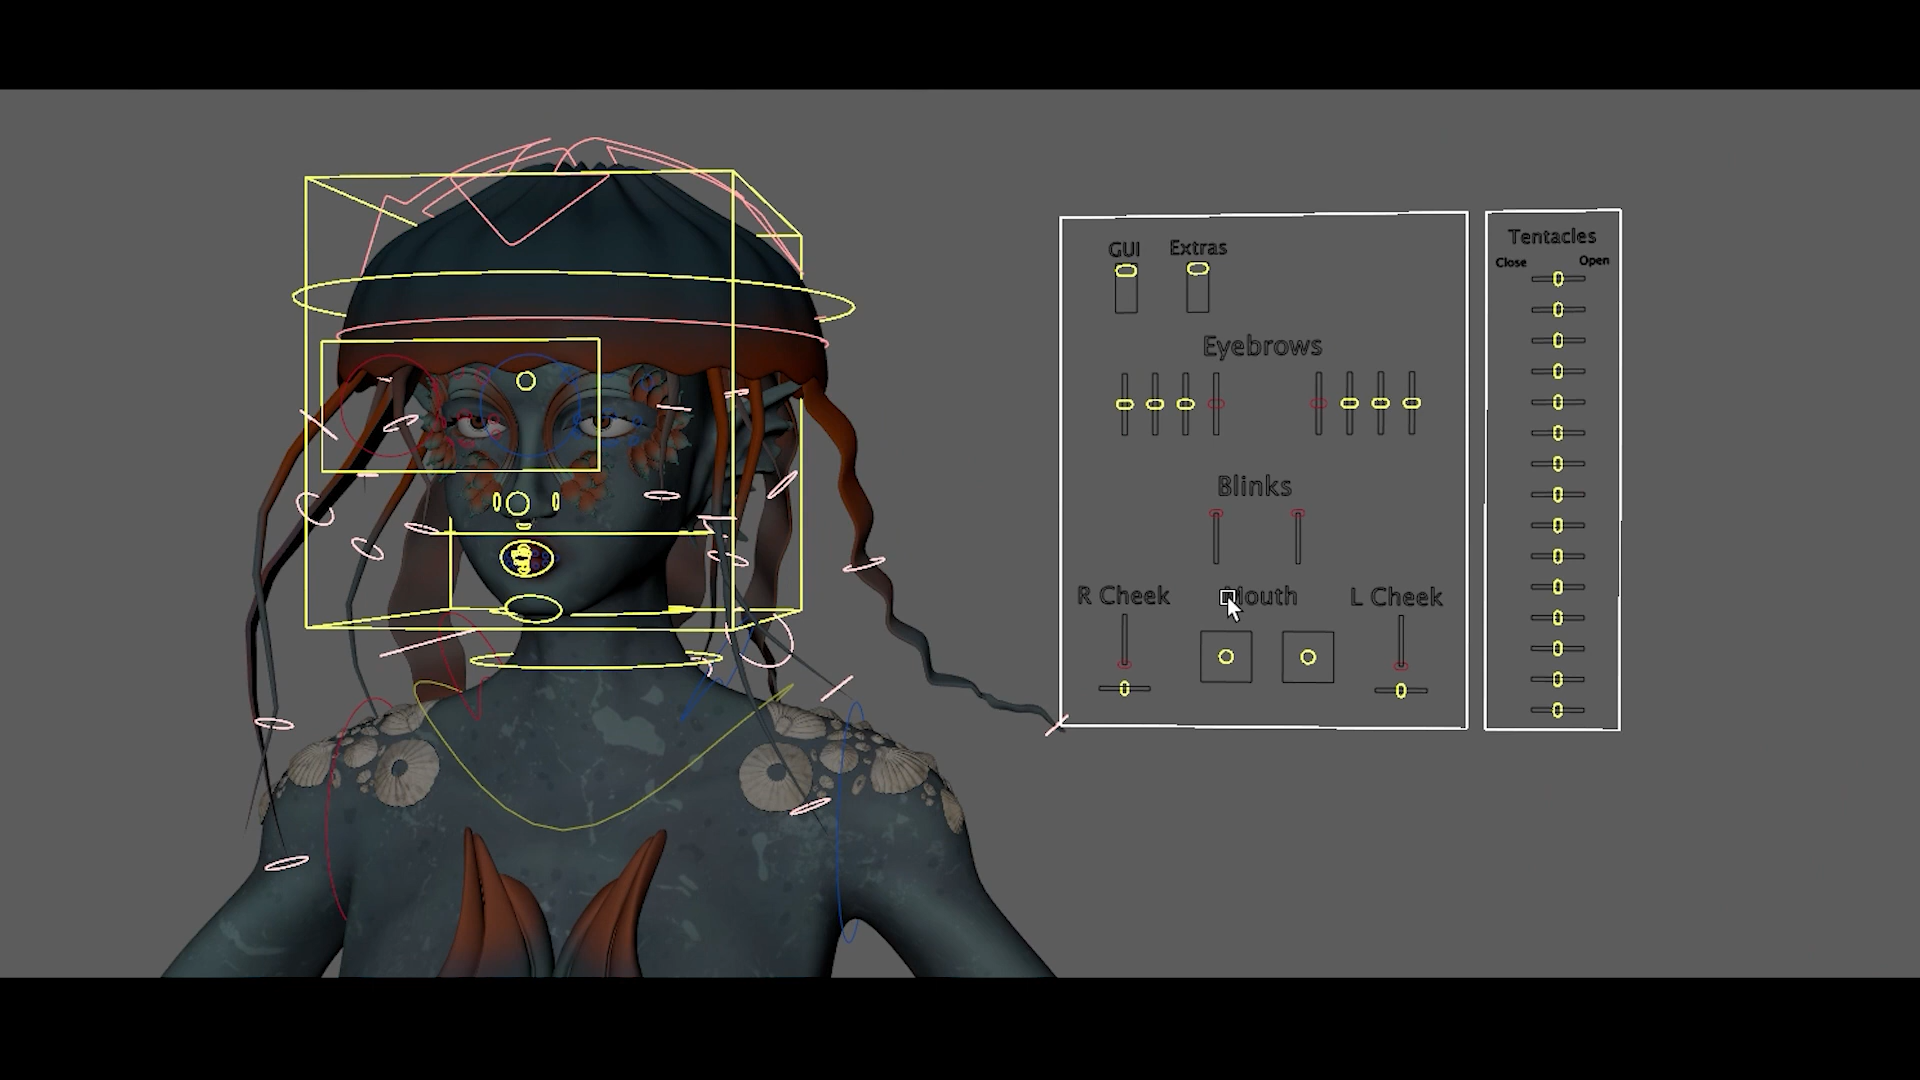 GUI Extras
Eyebrows
Blinks
R Cheek Mouth L Cheek
Tentacles
Close Open